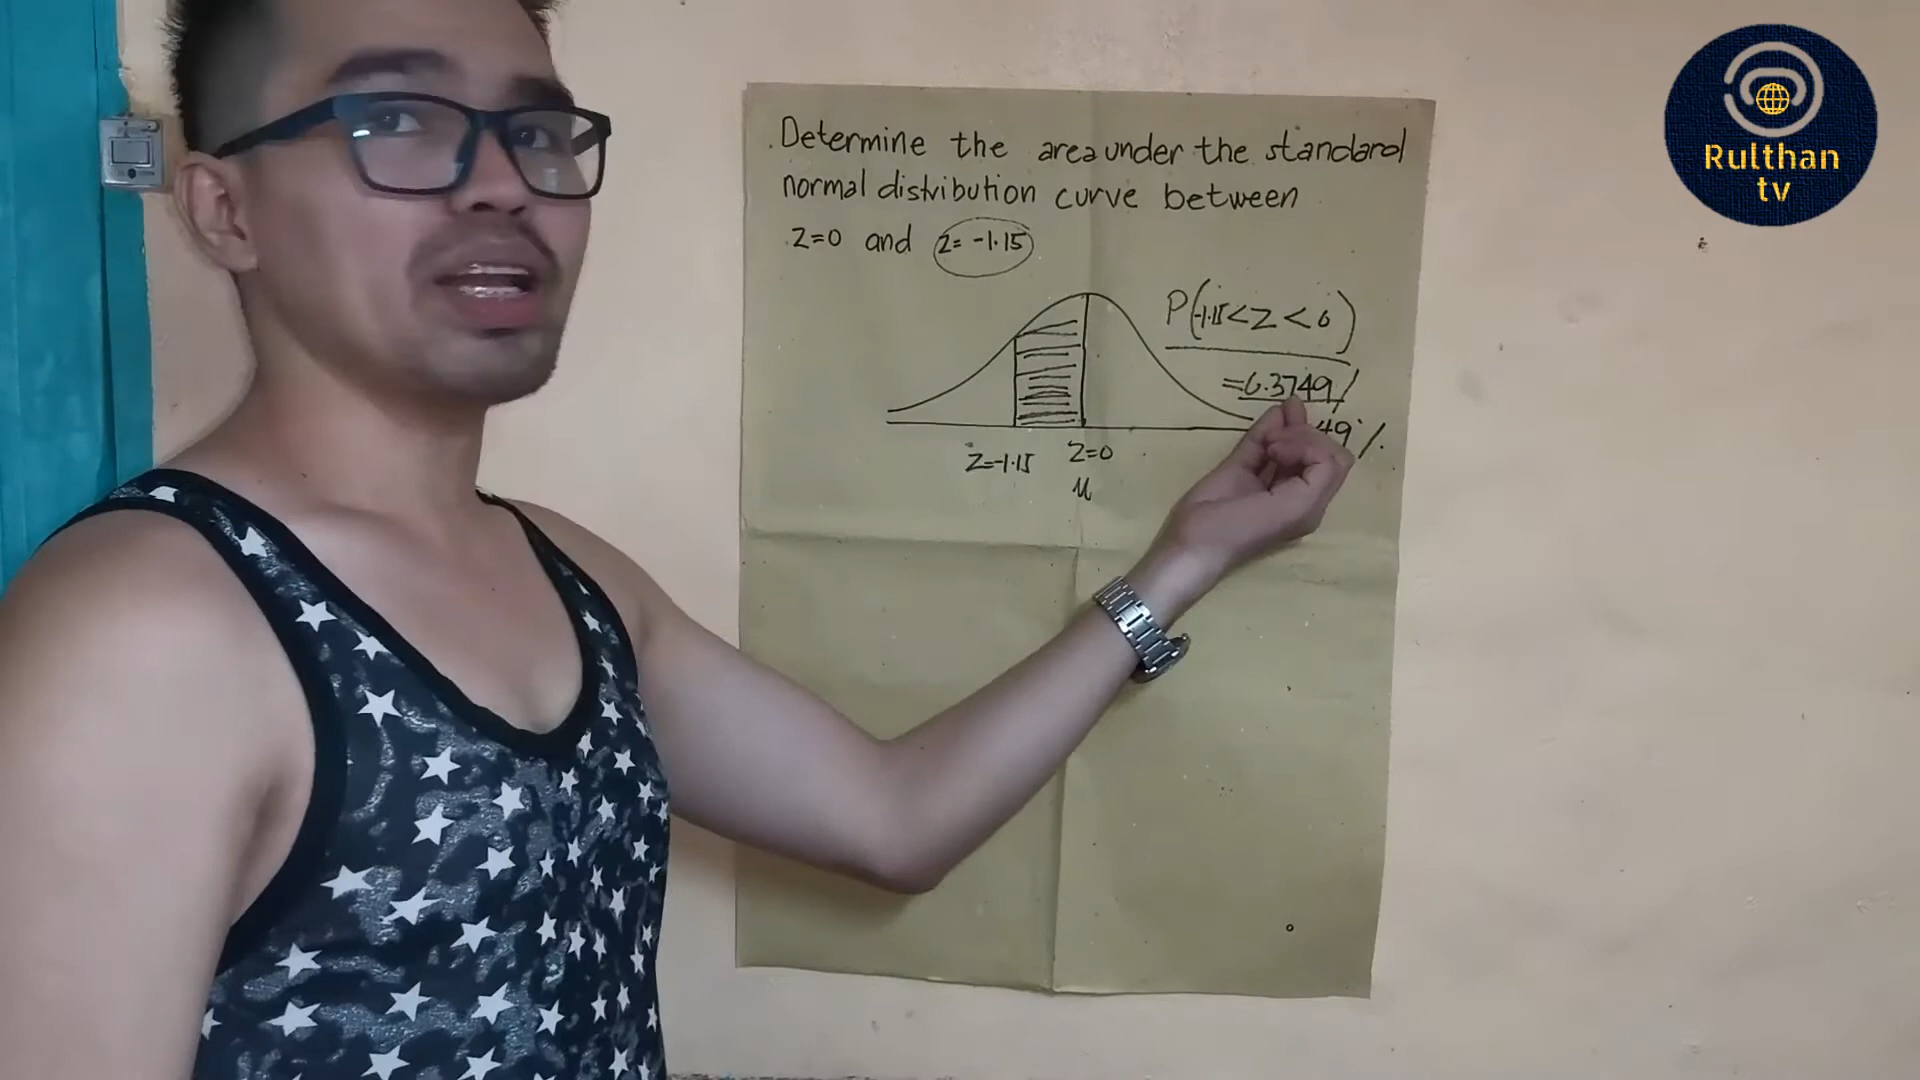 Determine the area under the standard
normal distribution curve between
Z=0 and Z= -1.15
P(-1.15<Z<0)
=0.3749
49%
Z=-1.15 Z=0
μ
Rulthan
tv